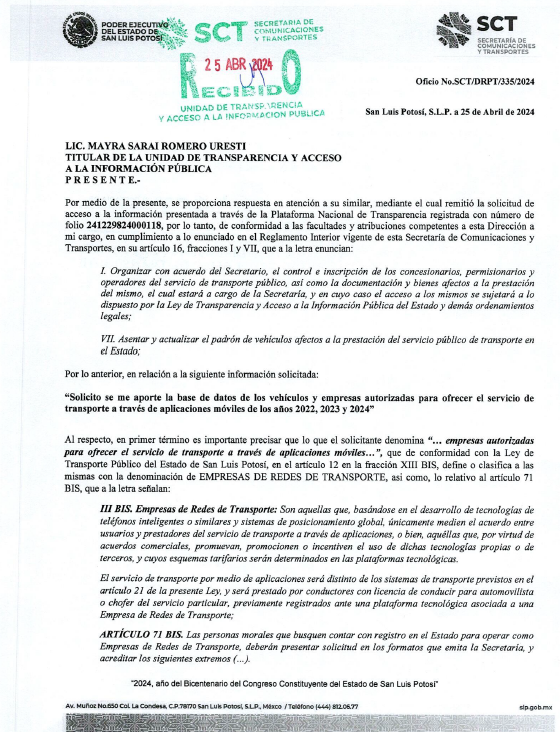 PODER EJECUTIVO
DEL ESTADO DE
SAN LUIS POTOSÍ
SCT
SECRETARIA DE
COMUNICACIONES
Y TRANSPORTES
25 ABR 2024
RECIBIDO
UNIDAD DE TRANSPARENCIA
Y ACCESO A LA INFORMACION PUBLICA
SCT
SECRETARÍA DE
COMUNICACIONES
Y TRANSPORTES
Oficio No.SCT/DRPT/335/2024
San Luis Potosí, S.L.P. a 25 de Abril de 2024
LIC. MAYRA SARAI ROMERO URESTI
TITULAR DE LA UNIDAD DE TRANSPARENCIA Y ACCESO
A LA INFORMACIÓN PÚBLICA
P R E S E N T E.-
Por medio de la presente, se proporciona respuesta en atención a su similar, mediante el cual remitió la solicitud de
acceso a la información presentada a través de la Plataforma Nacional de Transparencia registrada con número de
folio 241229824000118, por lo tanto, de conformidad a las facultades y atribuciones competentes a esta Dirección a
mi cargo, en cumplimiento a lo enunciado en el Reglamento Interior vigente de esta Secretaría de Comunicaciones y
Transportes, en su artículo 16, fracciones I y VII, que a la letra enuncian:
I. Organizar con acuerdo del Secretario, el control e inscripción de los concesionarios, permisionarios y
operadores del servicio de transporte público, así como la documentación y bienes afectos a la prestación
del mismo, el cual estará a cargo de la Secretaría, y en cuyo caso el acceso a los mismos se sujetará a lo
dispuesto por la Ley de Transparencia y Acceso a la Información Pública del Estado y demás ordenamientos
legales;
VII. Asentar y actualizar el padrón de vehículos afectos a la prestación del servicio público de transporte en
el Estado;
Por lo anterior, en relación a la siguiente información solicitada:
“Solicito se me aporte la base de datos de los vehículos y empresas autorizadas para ofrecer el servicio de
transporte a través de aplicaciones móviles de los años 2022, 2023 y 2024”
Al respecto, en primer término es importante precisar que lo que el solicitante denomina “… empresas autorizadas
para ofrecer el servicio de transporte a través de aplicaciones móviles…”, que de conformidad con la Ley de
Transporte Público del Estado de San Luis Potosí, en el artículo 12 en la fracción XIII BIS, define o clasifica a las
mismas con la denominación de EMPRESAS DE REDES DE TRANSPORTE, así como, lo relativo al artículo 71
BIS, que a la letra señalan:
III BIS. Empresas de Redes de Transporte: Son aquellas que, basándose en el desarrollo de tecnologías de
teléfonos inteligentes o similares y sistemas de posicionamiento global, únicamente medien el acuerdo entre
usuarios y prestadores del servicio de transporte a través de aplicaciones, o bien, aquéllas que, por virtud de
acuerdos comerciales, promuevan, promocionen o incentiven el uso de dichas tecnologías propias o de
terceros, y cuyos esquemas tarifarios serán determinados en las plataformas tecnológicas.
El servicio de transporte por medio de aplicaciones será distinto de los sistemas de transporte previstos en el
artículo 21 de la presente Ley, y será prestado por conductores con licencia de conducir para automovilista
o chofer del servicio particular, previamente registrados ante una plataforma tecnológica asociada a una
Empresa de Redes de Transporte;
ARTÍCULO 71 BIS. Las personas morales que busquen contar con registro en el Estado para operar como
Empresas de Redes de Transporte, deberán presentar solicitud en los formatos que emita la Secretaría, y
acreditar los siguientes extremos (...).
"2024, año del Bicentenario del Congreso Constituyente del Estado de San Luis Potosí"
Av. Muñoz No.650 Col. La Condesa, C.P.78170 San Luis Potosí, S.L.P., México / Teléfono (444) 812.06.77
slp.gob.mx